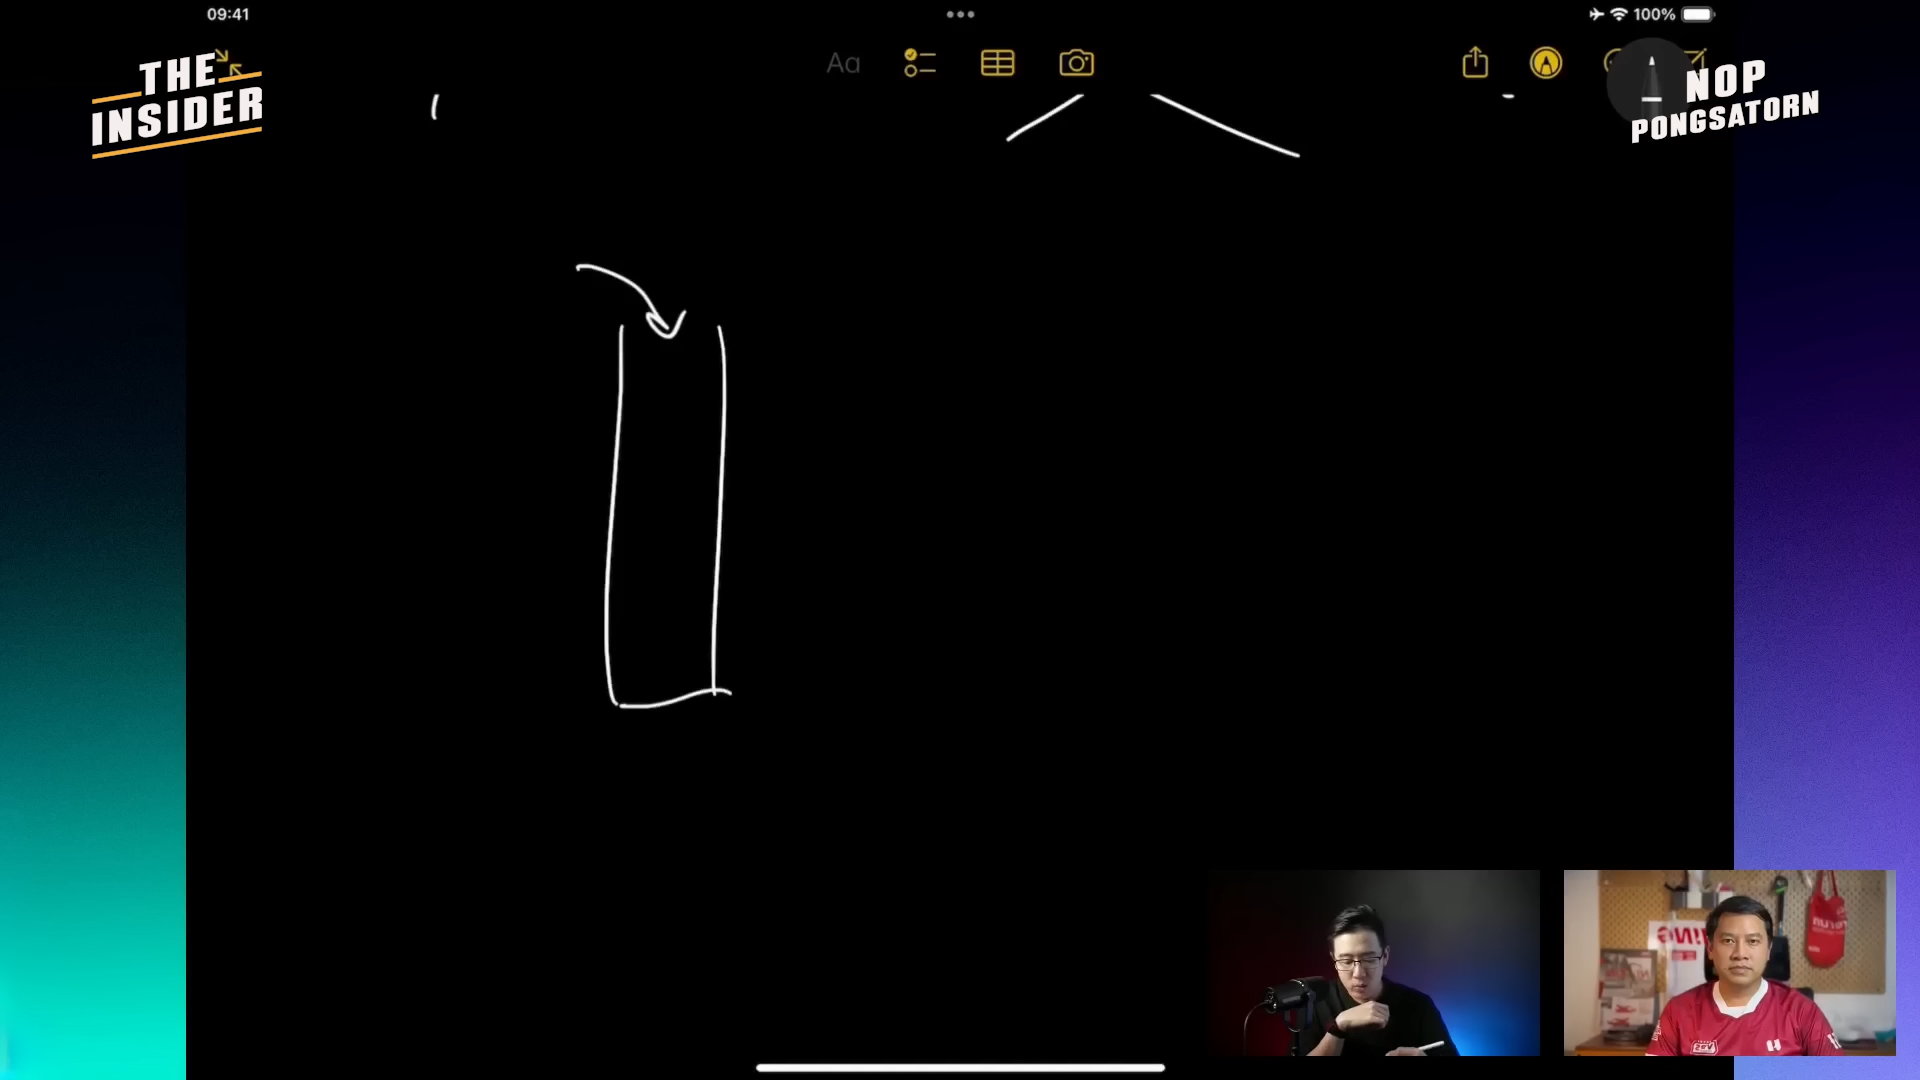 09:41
100%
THE
INSIDER
Aa
NOP
PONGSATORN